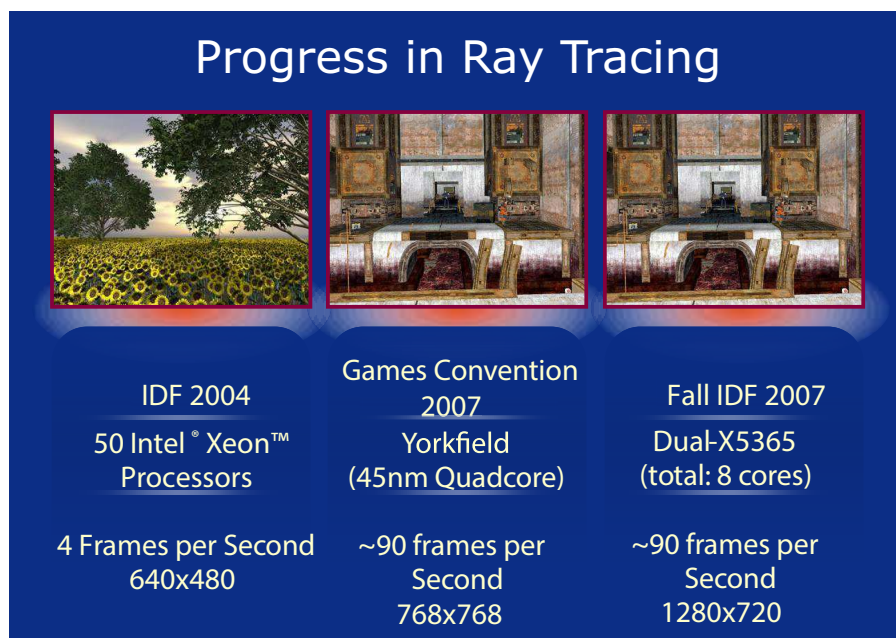 Progress in Ray Tracing
IDF 2004
50 Intel® Xeon™
Processors
4 Frames per Second
640x480
Games Convention
2007
Yorkfield
(45nm Quadcore)
~90 frames per
Second
768x768
Fall IDF 2007
Dual-X5365
(total: 8 cores)
~90 frames per
Second
1280x720